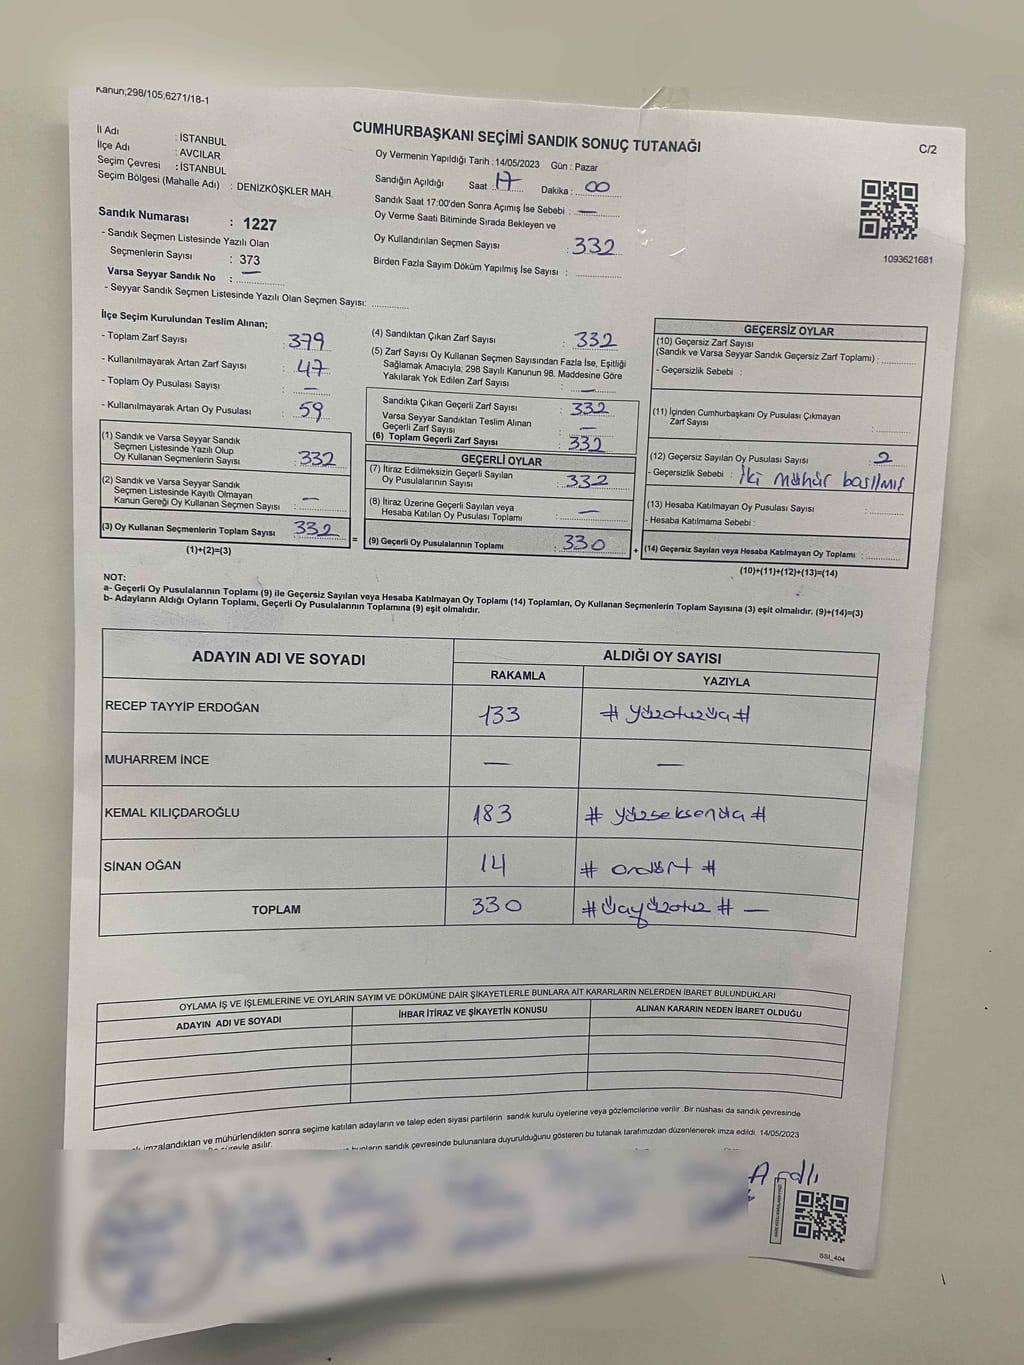 Kanun;298/105;6271/18-1
CUMHURBAŞKANI SEÇİMİ SANDIK SONUÇ TUTANAĞI
C/2
İl Adı : İSTANBUL
İlçe Adı : AVCILAR
Seçim Çevresi : İSTANBUL
Seçim Bölgesi (Mahalle Adı) : DENİZKÖŞKLER MAH.
Sandık Numarası : 1227
- Sandık Seçmen Listesinde Yazılı Olan
Seçmenlerin Sayısı : 373
Varsa Seyyar Sandık No : —
- Seyyar Sandık Seçmen Listesinde Yazılı Olan Seçmen Sayısı:
Oy Vermenin Yapıldığı Tarih :14/05/2023 Gün : Pazar
Sandığın Açıldığı Saat : 17 Dakika : 00
Sandık Saat 17:00'den Sonra Açmış İse Sebebi : —
Oy Verme Saati Bitiminde Sırada Bekleyen ve
Oy Kullandırılan Seçmen Sayısı : 332
Birden Fazla Sayım Döküm Yapılmış İse Sayısı :
1093621681
İlçe Seçim Kurulundan Teslim Alınan;
- Toplam Zarf Sayısı : 379
- Kullanılmayarak Artan Zarf Sayısı : 47
- Toplam Oy Pusulası Sayısı : —
- Kullanılmayarak Artan Oy Pusulası : 59
(1) Sandık ve Varsa Seyyar Sandık
Seçmen Listesinde Yazılı Olup
Oy Kullanan Seçmenlerin Sayısı : 332
(2) Sandık ve Varsa Seyyar Sandık
Seçmen Listesinde Kayıtlı Olmayan
Kanun Gereği Oy Kullanan Seçmen Sayısı : —
(3) Oy Kullanan Seçmenlerin Toplam Sayısı 332
(1)+(2)=(3)
(4) Sandıktan Çıkan Zarf Sayısı : 332
(5) Zarf Sayısı Oy Kullanan Seçmen Sayısından Fazla İse, Eşitliği
Sağlamak Amacıyla; 298 Sayılı Kanunun 98. Maddesine Göre
Yakılarak Yok Edilen Zarf Sayısı : —
Sandıkta Çıkan Geçerli Zarf Sayısı : 332
Varsa Seyyar Sandıktan Teslim Alınan
Geçerli Zarf Sayısı : —
(6) Toplam Geçerli Zarf Sayısı : 332
GEÇERLİ OYLAR
(7) İtiraz Edilmeksizin Geçerli Sayılan
Oy Pusulalarının Sayısı : 332
(8) İtiraz Üzerine Geçerli Sayılan veya
Hesaba Katılan Oy Pusulası Toplamı : —
= (9) Geçerli Oy Pusulalarının Toplamı : 330 +
GEÇERSİZ OYLAR
(10) Geçersiz Zarf Sayısı
(Sandık ve Varsa Seyyar Sandık Geçersiz Zarf Toplamı) :
- Geçersizlik Sebebi :
(11) İçinden Cumhurbaşkanı Oy Pusulası Çıkmayan
Zarf Sayısı :
(12) Geçersiz Sayılan Oy Pusulası Sayısı : 2
- Geçersizlik Sebebi : İki mühür basılmış
(13) Hesaba Katılmayan Oy Pusulası Sayısı :
- Hesaba Katılmama Sebebi :
(14) Geçersiz Sayılan veya Hesaba Katılmayan Oy Toplamı :
(10)+(11)+(12)+(13)=(14)
NOT:
a- Geçerli Oy Pusulalarının Toplamı (9) ile Geçersiz Sayılan veya Hesaba Katılmayan Oy Toplamı (14) Toplamları, Oy Kullanan Seçmenlerin Toplam Sayısına (3) eşit olmalıdır. (9)+(14)=(3)
b- Adayların Aldığı Oyların Toplamı, Geçerli Oy Pusulalarının Toplamına (9) eşit olmalıdır.
ADAYIN ADI VE SOYADI ALDIĞI OY SAYISI
RAKAMLA YAZIYLA
RECEP TAYYİP ERDOĞAN 133 # yüzotuzüç #
MUHARREM İNCE — —
KEMAL KILIÇDAROĞLU 183 # yüzseksenüç #
SİNAN OĞAN 14 # ondört #
TOPLAM 330 # Üçyüzotuz # —
OYLAMA İŞ VE İŞLEMLERİNE VE OYLARIN SAYIM VE DÖKÜMÜNE DAİR ŞİKAYETLERLE BUNLARA AİT KARARLARIN NELERDEN İBARET BULUNDUKLARI
ADAYIN ADI VE SOYADI İHBAR İTİRAZ VE ŞİKAYETİN KONUSU ALINAN KARARIN NEDEN İBARET OLDUĞU
imzalandıktan ve mühürlendikten sonra seçime katılan adayların ve talep eden siyasi partilerin sandık kurulu üyelerine veya gözlemcilerine verilir .Bir nüshası da sandık çevresinde
süreyle asılır.
bunların sandık çevresinde bulunanlara duyurulduğunu gösteren bu tutanak tarafımızdan düzenlenerek imza edildi. 14/05/2023
SSI_404